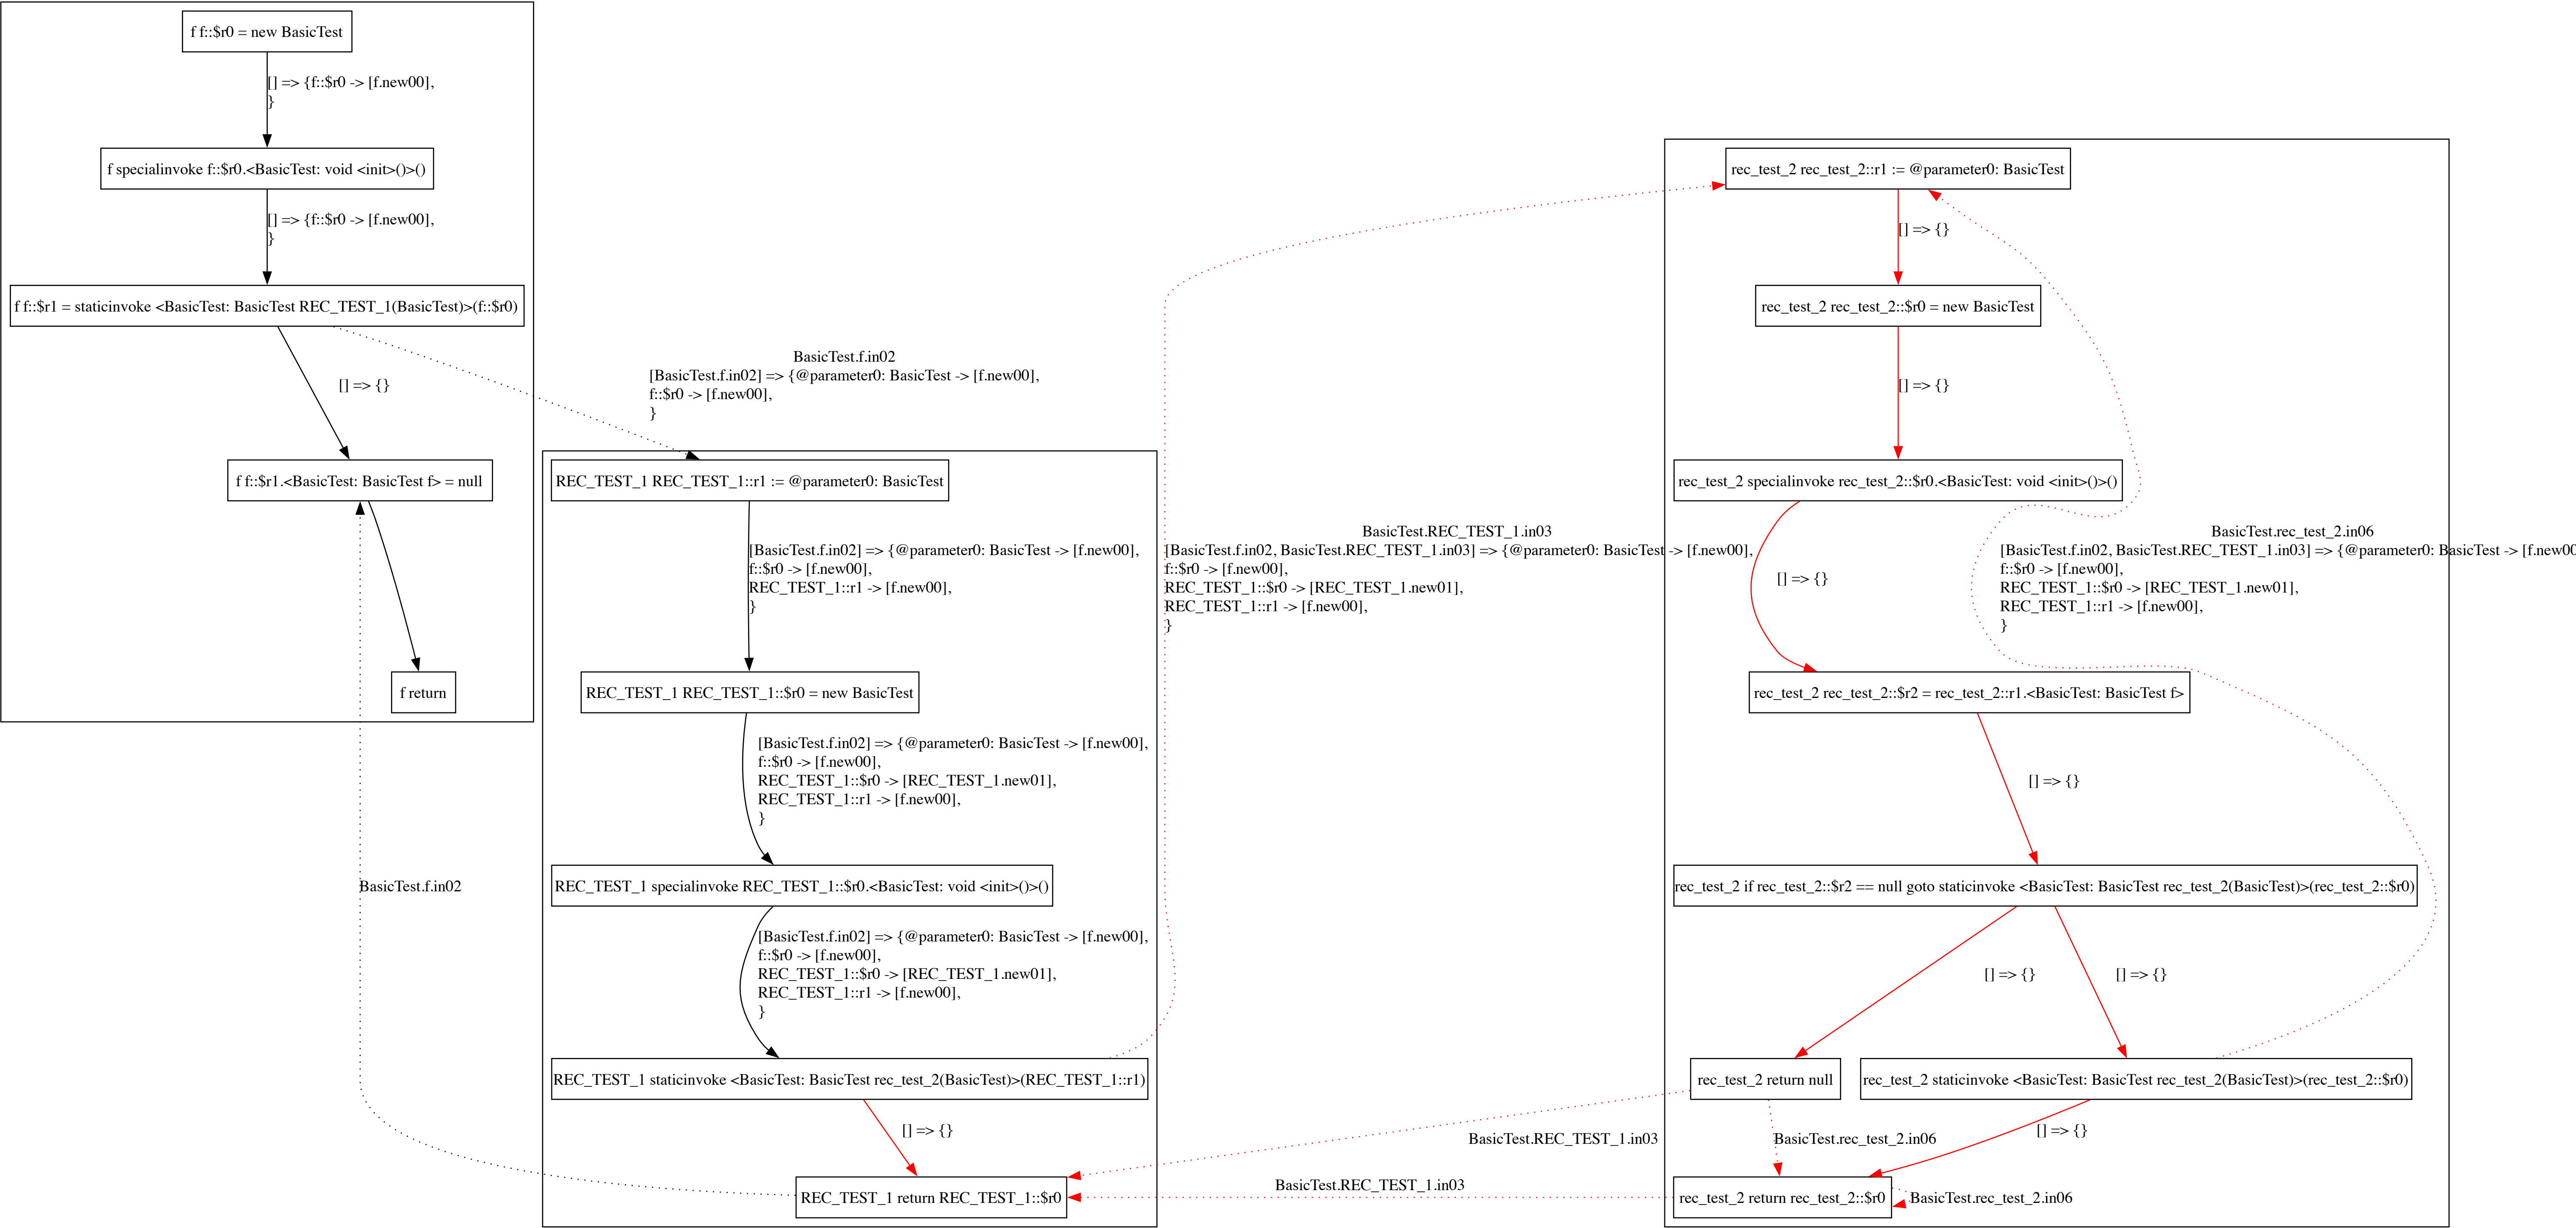 f f::$r0 = new BasicTest
[] => {f::$r0 -> [f.new00],
}
f specialinvoke f::$r0.<BasicTest: void <init>()>()
[] => {f::$r0 -> [f.new00],
}
f f::$r1 = staticinvoke <BasicTest: BasicTest REC_TEST_1(BasicTest)>(f::$r0)
[] => {}
f f::$r1.<BasicTest: BasicTest f> = null
f return
BasicTest.f.in02
BasicTest.f.in02
[BasicTest.f.in02] => {@parameter0: BasicTest -> [f.new00],
f::$r0 -> [f.new00],
}
REC_TEST_1 REC_TEST_1::r1 := @parameter0: BasicTest
[BasicTest.f.in02] => {@parameter0: BasicTest -> [f.new00],
f::$r0 -> [f.new00],
REC_TEST_1::r1 -> [f.new00],
}
REC_TEST_1 REC_TEST_1::$r0 = new BasicTest
[BasicTest.f.in02] => {@parameter0: BasicTest -> [f.new00],
f::$r0 -> [f.new00],
REC_TEST_1::$r0 -> [REC_TEST_1.new01],
REC_TEST_1::r1 -> [f.new00],
}
REC_TEST_1 specialinvoke REC_TEST_1::$r0.<BasicTest: void <init>()>()
[BasicTest.f.in02] => {@parameter0: BasicTest -> [f.new00],
f::$r0 -> [f.new00],
REC_TEST_1::$r0 -> [REC_TEST_1.new01],
REC_TEST_1::r1 -> [f.new00],
}
REC_TEST_1 staticinvoke <BasicTest: BasicTest rec_test_2(BasicTest)>(REC_TEST_1::r1)
[] => {}
REC_TEST_1 return REC_TEST_1::$r0
BasicTest.REC_TEST_1.in03
[BasicTest.f.in02, BasicTest.REC_TEST_1.in03] => {@parameter0: BasicTest -> [f.new00],
f::$r0 -> [f.new00],
REC_TEST_1::$r0 -> [REC_TEST_1.new01],
REC_TEST_1::r1 -> [f.new00],
}
BasicTest.REC_TEST_1.in03
BasicTest.REC_TEST_1.in03
rec_test_2 rec_test_2::r1 := @parameter0: BasicTest
[] => {}
rec_test_2 rec_test_2::$r0 = new BasicTest
[] => {}
rec_test_2 specialinvoke rec_test_2::$r0.<BasicTest: void <init>()>()
[] => {}
BasicTest.rec_test_2.in06
[BasicTest.f.in02, BasicTest.REC_TEST_1.in03] => {@parameter0: BasicTest -> [f.new00
f::$r0 -> [f.new00],
REC_TEST_1::$r0 -> [REC_TEST_1.new01],
REC_TEST_1::r1 -> [f.new00],
}
rec_test_2 rec_test_2::$r2 = rec_test_2::r1.<BasicTest: BasicTest f>
[] => {}
rec_test_2 if rec_test_2::$r2 == null goto staticinvoke <BasicTest: BasicTest rec_test_2(BasicTest)>(rec_test_2::$r0)
[] => {}
[] => {}
rec_test_2 return null
rec_test_2 staticinvoke <BasicTest: BasicTest rec_test_2(BasicTest)>(rec_test_2::$r0)
BasicTest.rec_test_2.in06
[] => {}
rec_test_2 return rec_test_2::$r0
BasicTest.rec_test_2.in06